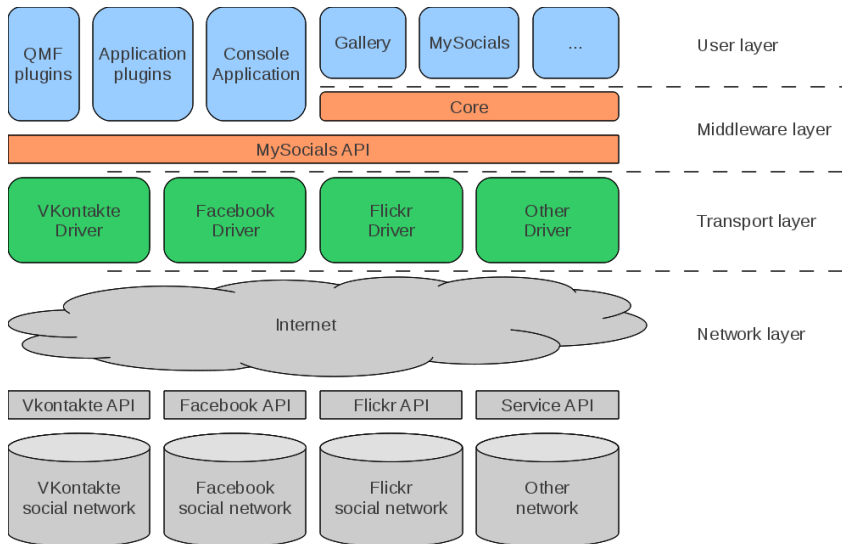 QMF
plugins
Application
plugins
Console
Application
Gallery
MySocials
...
User layer
Core
Middleware layer
MySocials API
VKontakte
Driver
Facebook
Driver
Flickr
Driver
Other
Driver
Transport layer
Internet
Network layer
Vkontakte API
Facebook API
Flickr API
Service API
VKontakte
social network
Facebook
social network
Flickr
social network
Other
network